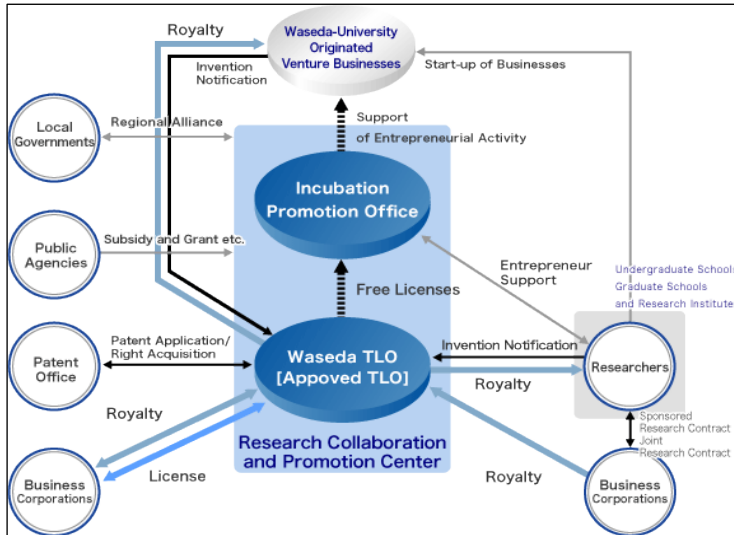 Royalty
Waseda-University
Originated
Venture Businesses
Invention
Notification
Start-up of Businesses
Local
Governments
Regional Alliance
Support
of Entrepreneurial Activity
Incubation
Promotion Office
Public
Agencies
Subsidy and Grant etc.
Entrepreneur
Support
Undergraduate Schools
Graduate Schools
and Research Institute
Free Licenses
Patent
Office
Patent Application/
Right Acquisition
Waseda TLO
[Appoved TLO]
Invention Notification
Researchers
Royalty
Royalty
Sponsored
Research Contract
Joint
Research Contract
Research Collaboration
and Promotion Center
License
Royalty
Business
Corporations
Business
Corporations